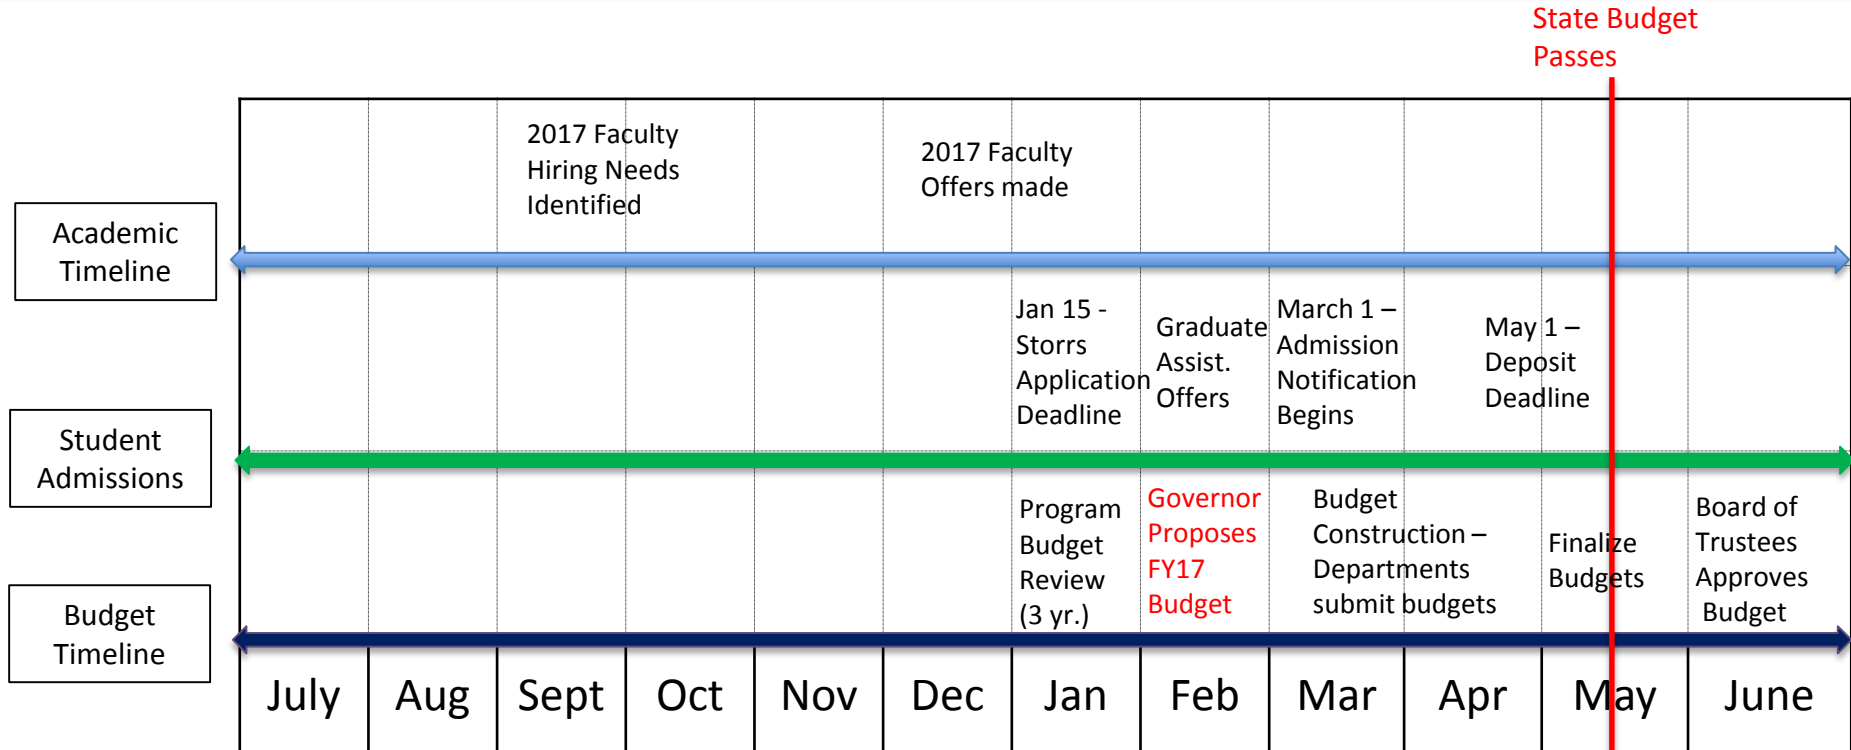 State Budget
Passes
2017 Faculty
Hiring Needs
Identified
2017 Faculty
Offers made
Academic
Timeline
Jan 15 -
Storrs
Application
Deadline
Graduate
Assist.
Offers
March 1 –
Admission
Notification
Begins
May 1 –
Deposit
Deadline
Student
Admissions
Program
Budget
Review
(3 yr.)
Governor
Proposes
FY17
Budget
Budget
Construction –
Departments
submit budgets
Finalize
Budgets
Board of
Trustees
Approves
Budget
Budget
Timeline
July
Aug
Sept
Oct
Nov
Dec
Jan
Feb
Mar
Apr
May
June